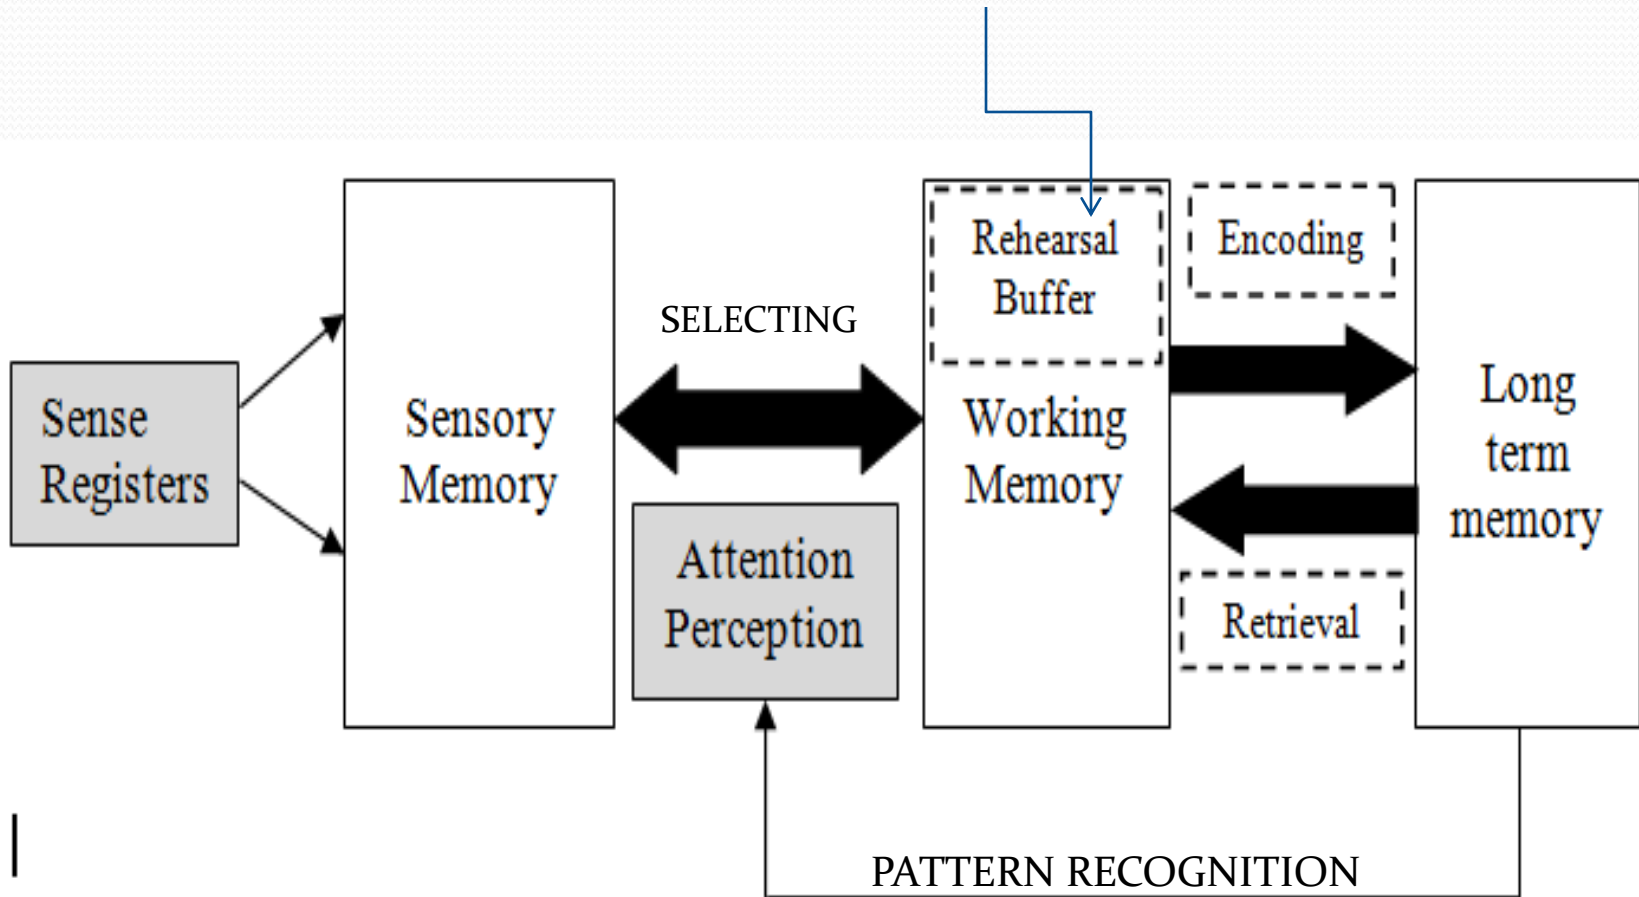 Sense
Registers
Sensory
Memory
SELECTING
Attention
Perception
Rehearsal
Buffer
Working
Memory
Encoding
Retrieval
Long
term
memory
PATTERN RECOGNITION